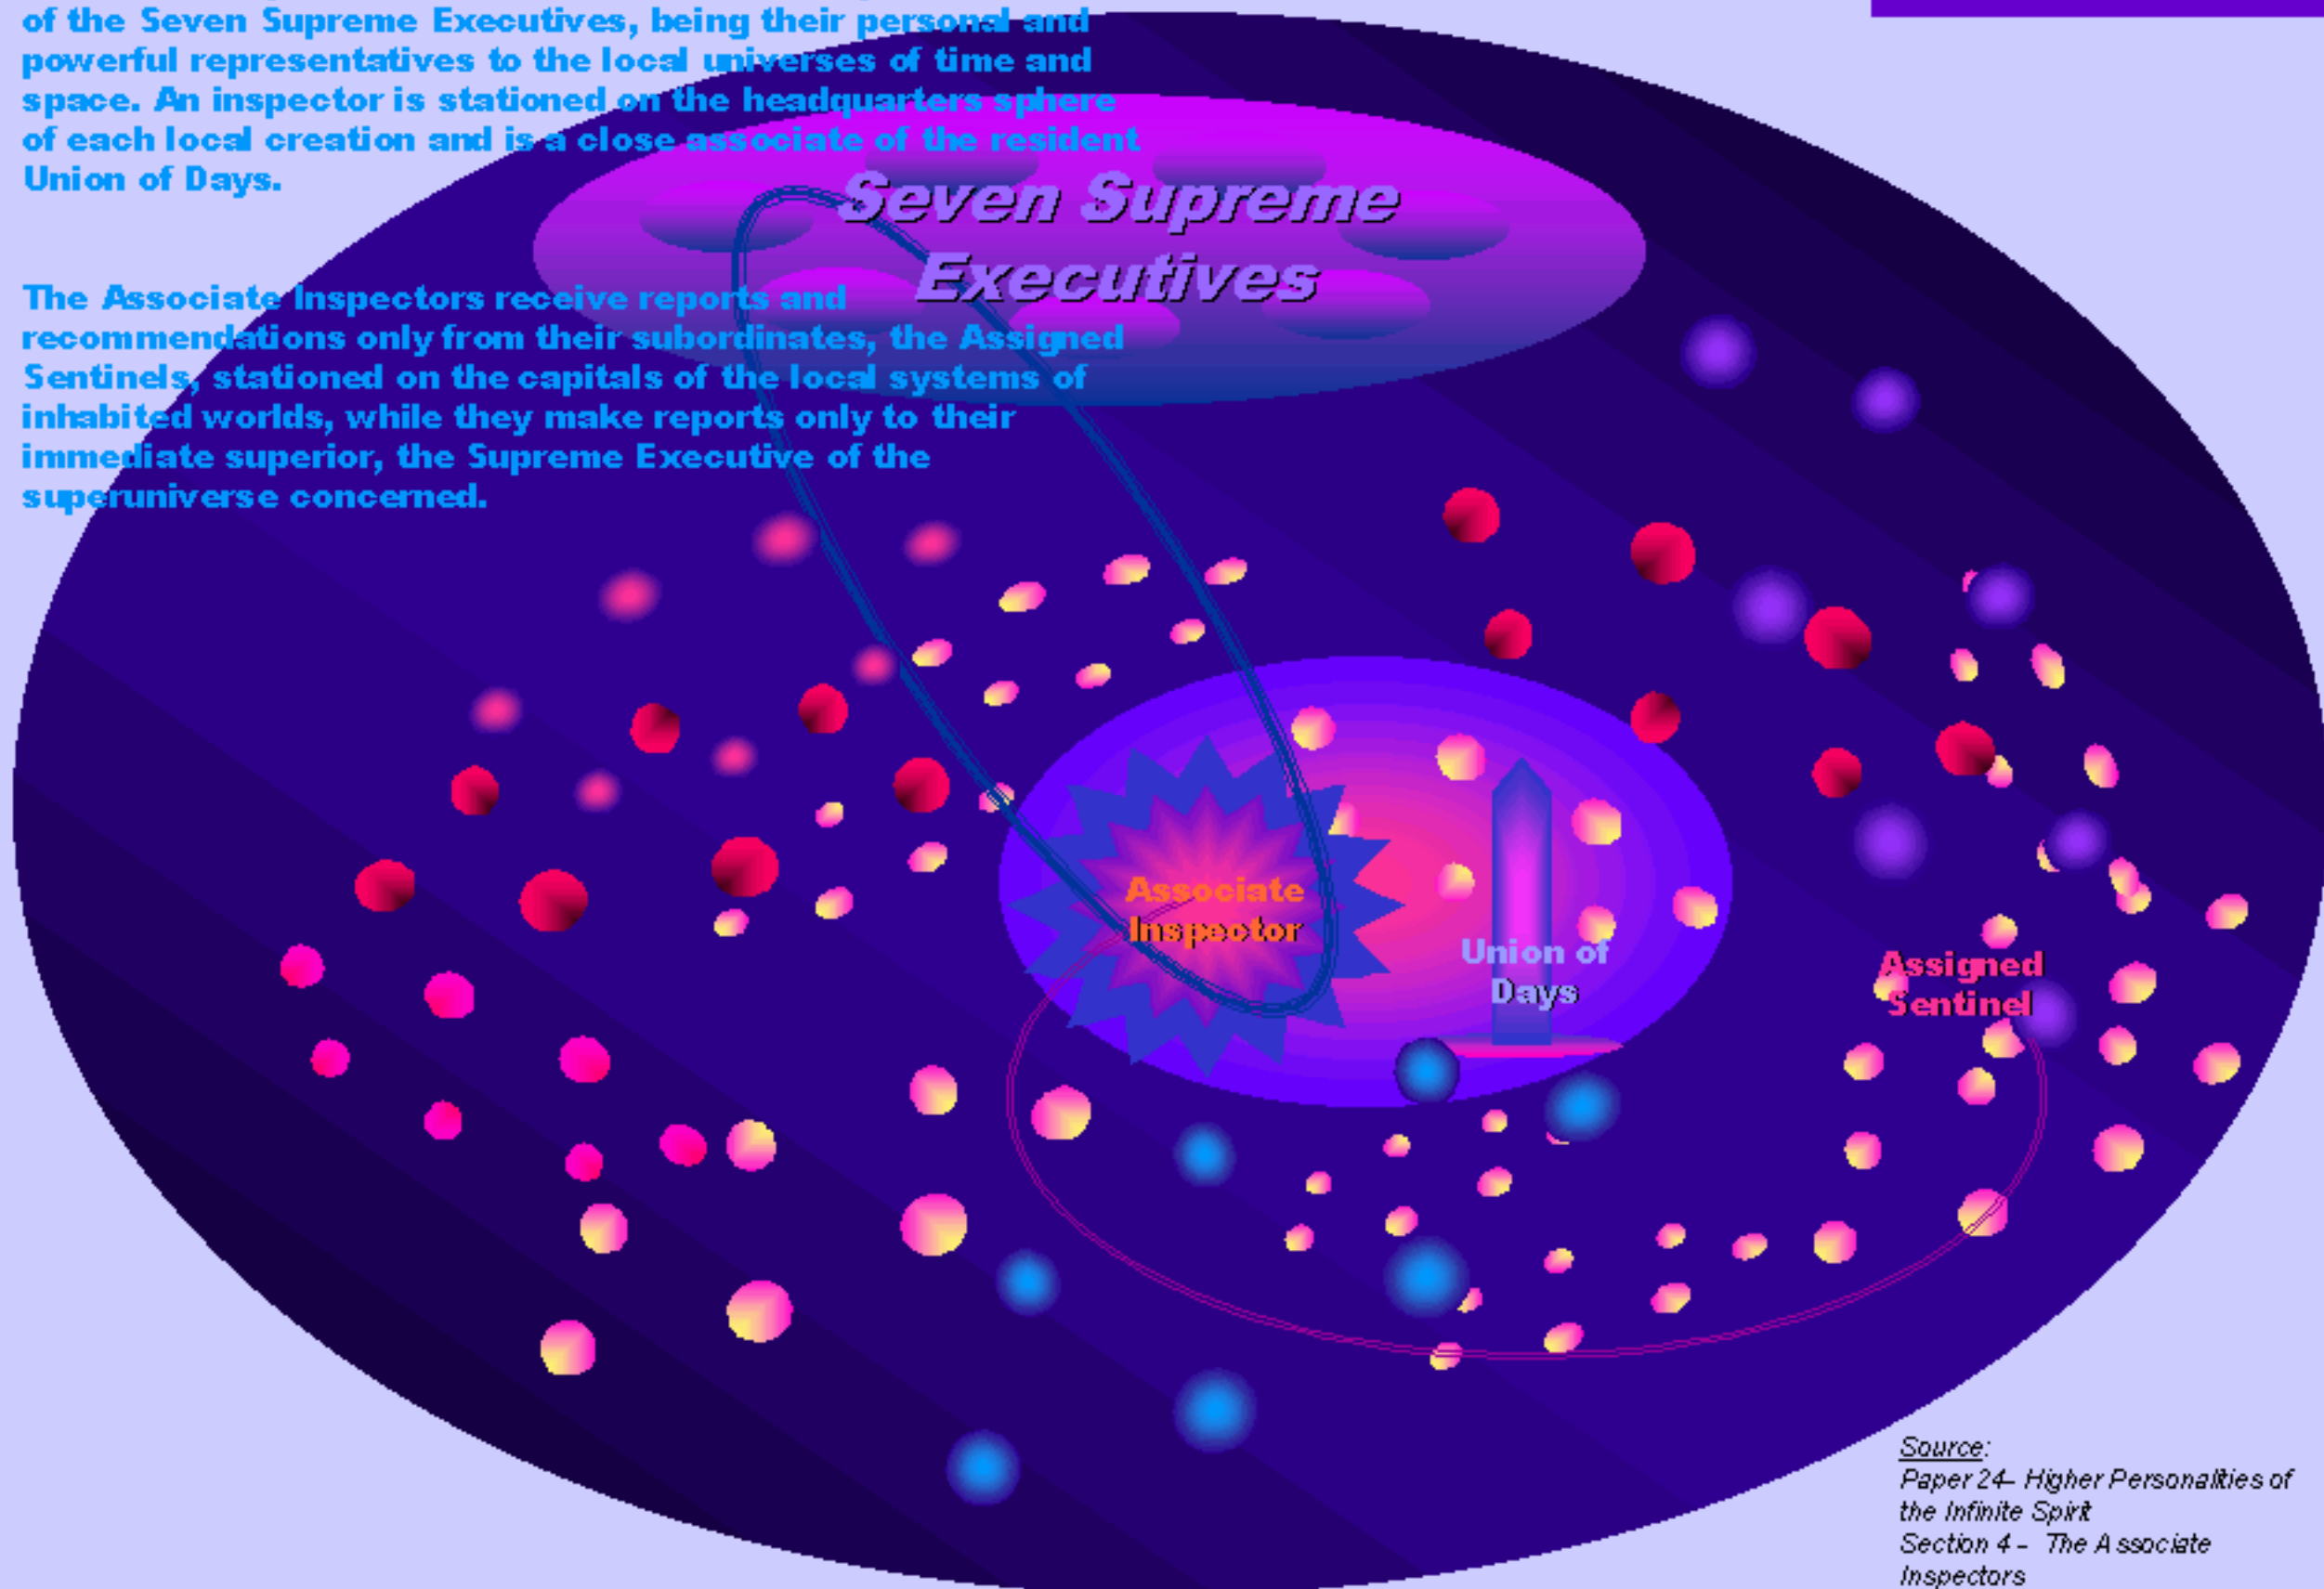 of the Seven Supreme Executives, being their personal and
powerful representatives to the local universes of time and
space. An inspector is stationed on the headquarters sphere
of each local creation and is a close associate of the resident
Union of Days.
Seven Supreme
Executives
The Associate Inspectors receive reports and
recommendations only from their subordinates, the Assigned
Sentinels, stationed on the capitals of the local systems of
inhabited worlds, while they make reports only to their
immediate superior, the Supreme Executive of the
superuniverse concerned.
Associate
Inspector
Union of
Days
Assigned
Sentinel
Source:
Paper 24– Higher Personalities of
the Infinite Spirit
Section 4 – The Associate
Inspectors